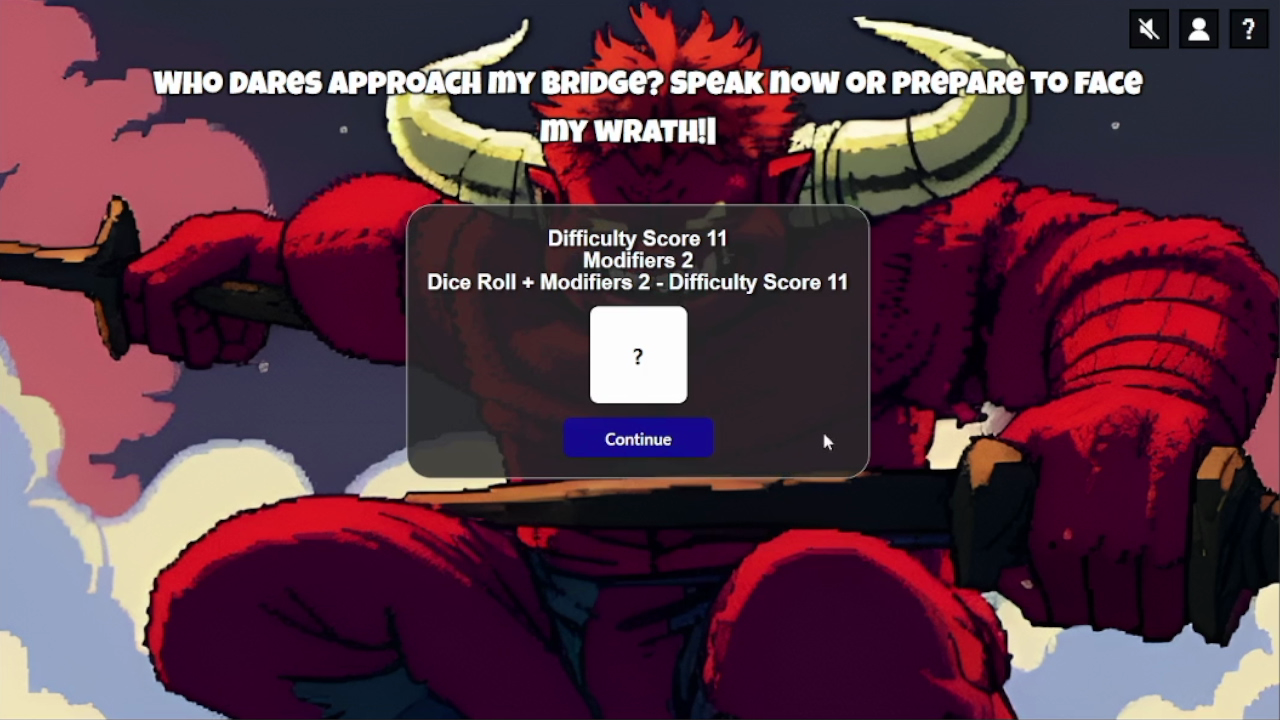 WHO DARES APPROACH MY BRIDGE? SPEAK NOW OR PREPARE TO FACE
MY WRATH!|
Difficulty Score 11
Modifiers 2
Dice Roll + Modifiers 2 - Difficulty Score 11
?
Continue
?